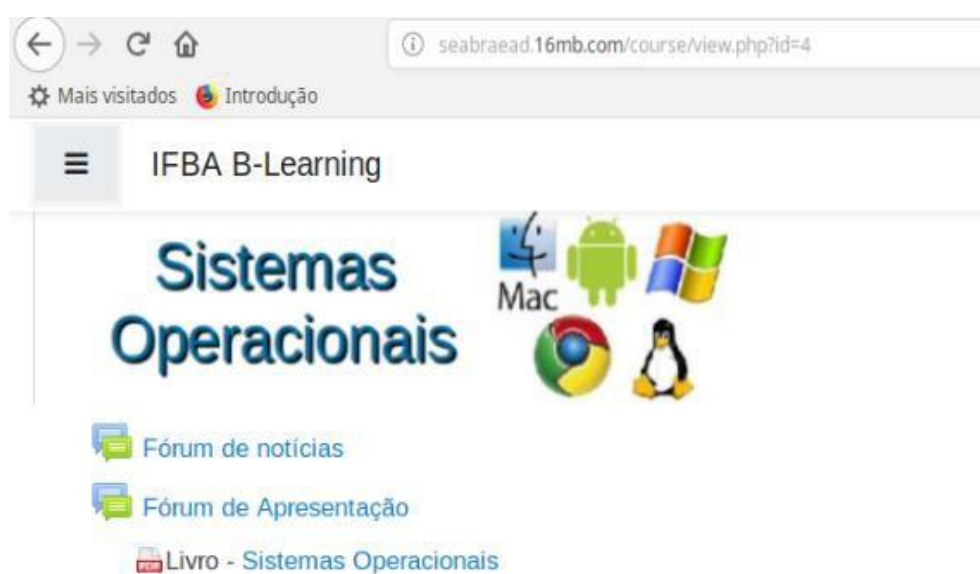 seabraead.16mb.com/course/view.php?id=4
Mais visitados Introdução
IFBA B-Learning
Sistemas
Operacionais
Mac
Fórum de notícias
Fórum de Apresentação
PDF Livro - Sistemas Operacionais